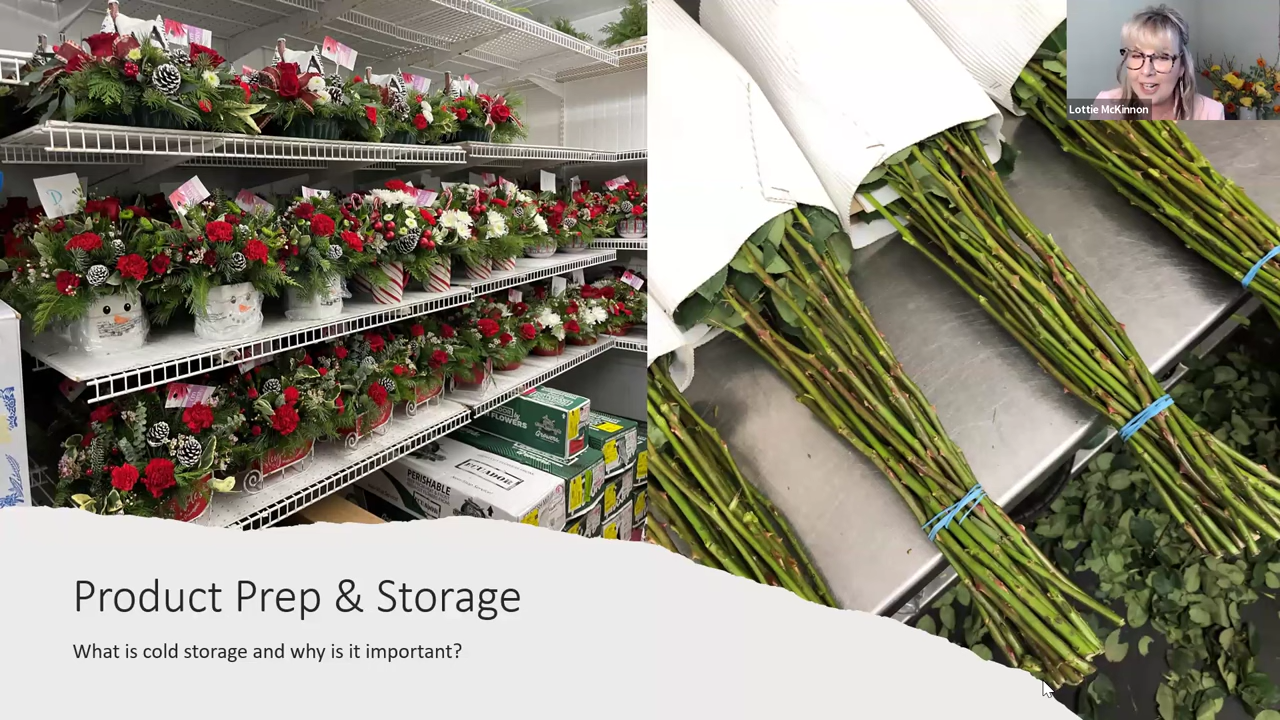 Lottie McKinnon
FLOWERS
ECUADOR
PERISHABLE
Product Prep & Storage
What is cold storage and why is it important?